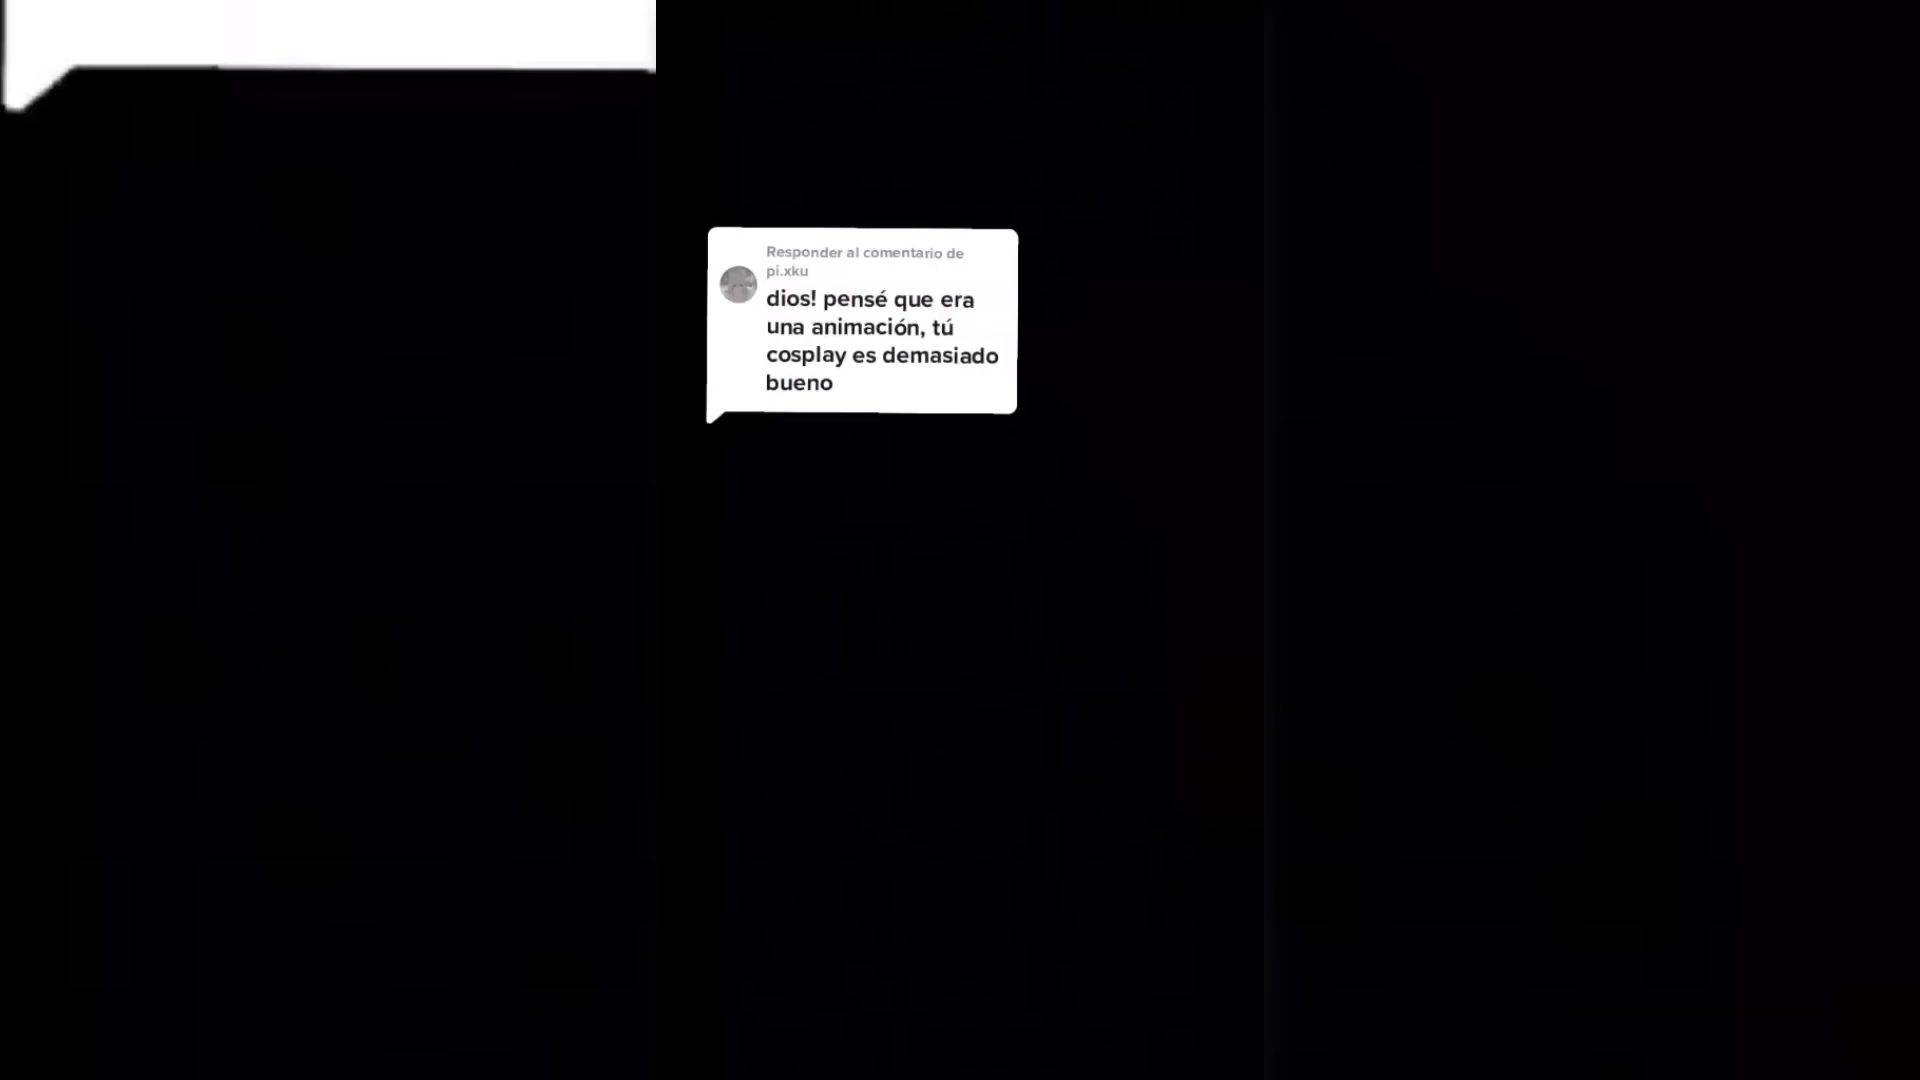 Responder al comentario de
pi.xku
dios! pensé que era
una animación, tú
cosplay es demasiado
bueno